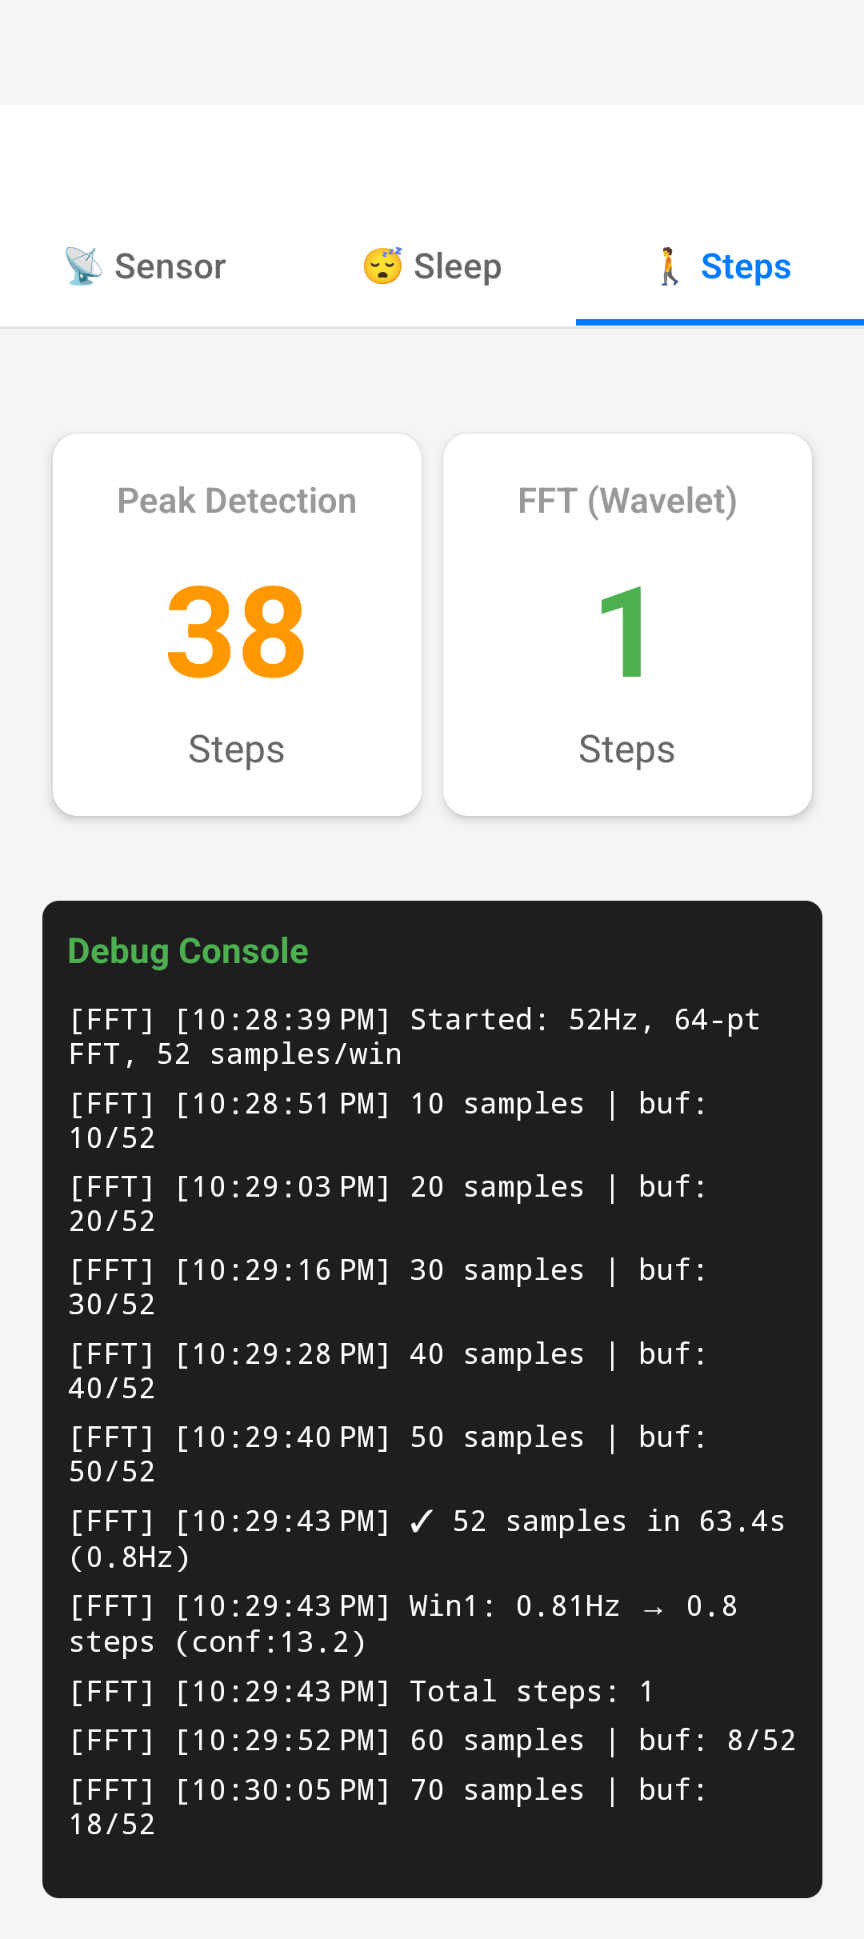 📡 Sensor
😴 Sleep
🚶 Steps
Peak Detection
38
Steps
FFT (Wavelet)
1
Steps
Debug Console
[FFT] [10:28:39 PM] Started: 52Hz, 64-pt
FFT, 52 samples/win
[FFT] [10:28:51 PM] 10 samples | buf:
10/52
[FFT] [10:29:03 PM] 20 samples | buf:
20/52
[FFT] [10:29:16 PM] 30 samples | buf:
30/52
[FFT] [10:29:28 PM] 40 samples | buf:
40/52
[FFT] [10:29:40 PM] 50 samples | buf:
50/52
[FFT] [10:29:43 PM] ✓ 52 samples in 63.4s
(0.8Hz)
[FFT] [10:29:43 PM] Win1: 0.81Hz → 0.8
steps (conf:13.2)
[FFT] [10:29:43 PM] Total steps: 1
[FFT] [10:29:52 PM] 60 samples | buf: 8/52
[FFT] [10:30:05 PM] 70 samples | buf:
18/52